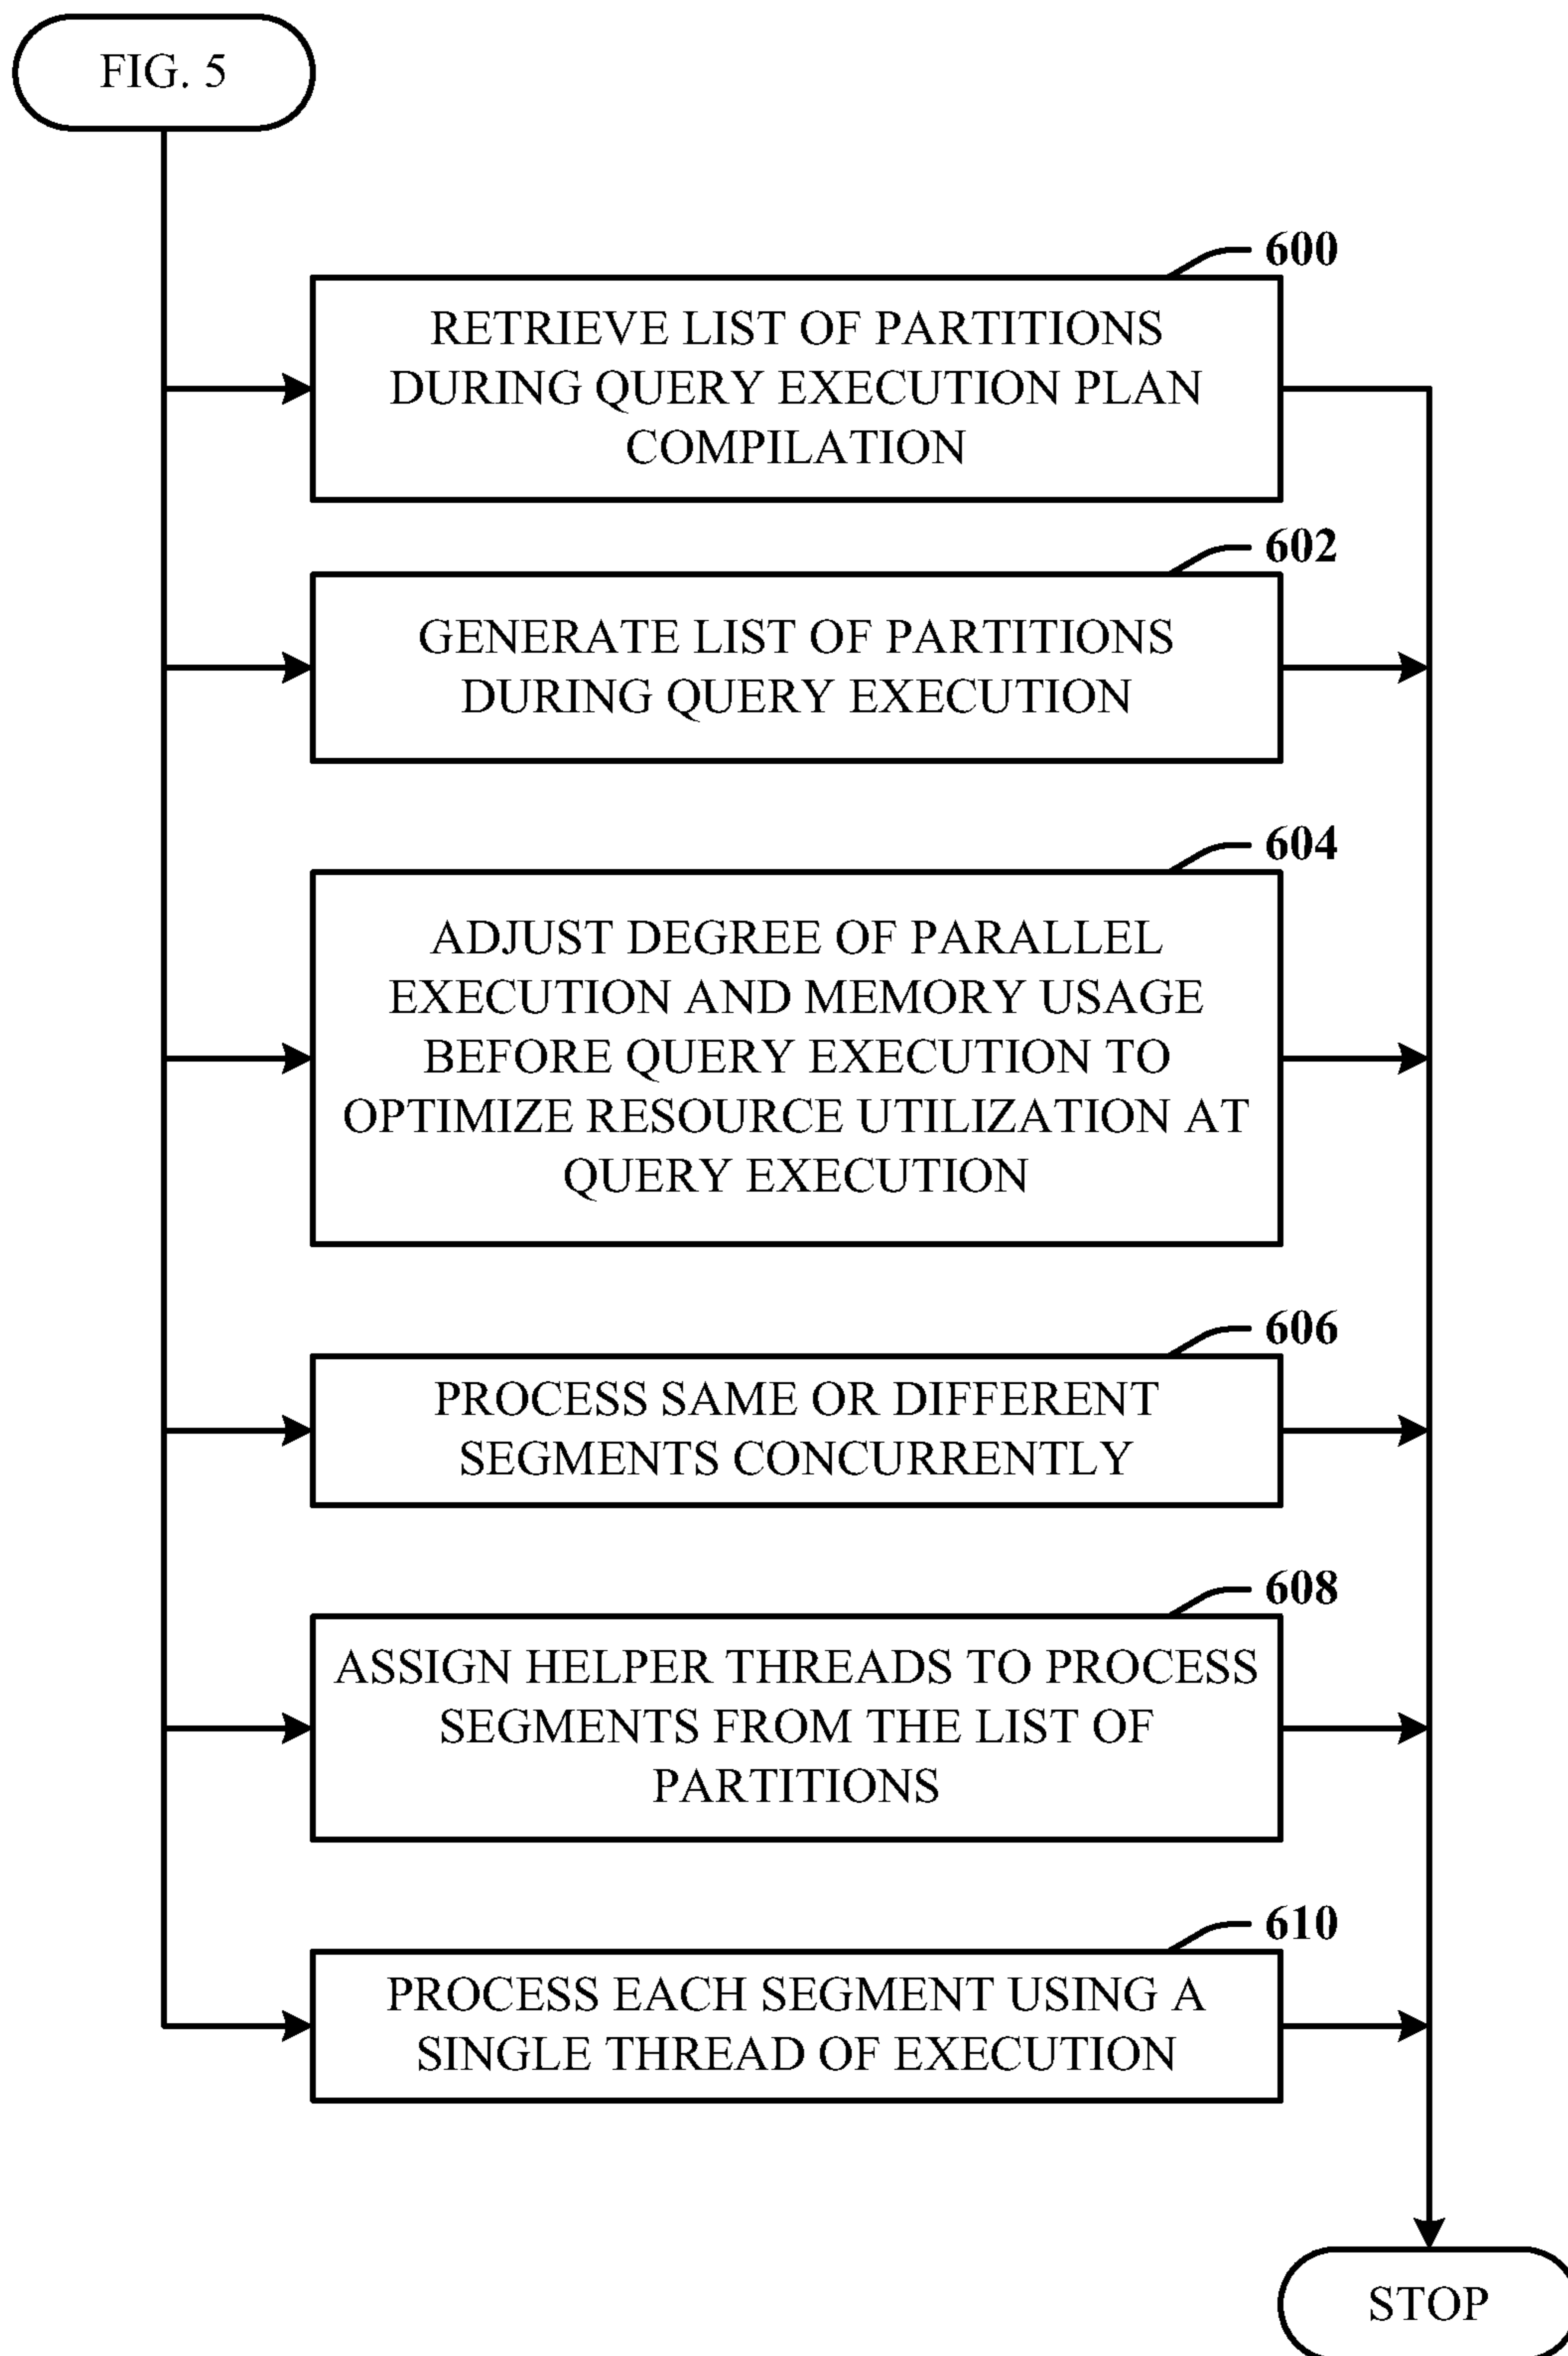 FIG. 5
600
RETRIEVE LIST OF PARTITIONS
DURING QUERY EXECUTION PLAN
COMPILATION
602
GENERATE LIST OF PARTITIONS
DURING QUERY EXECUTION
604
ADJUST DEGREE OF PARALLEL
EXECUTION AND MEMORY USAGE
BEFORE QUERY EXECUTION TO
OPTIMIZE RESOURCE UTILIZATION AT
QUERY EXECUTION
606
PROCESS SAME OR DIFFERENT
SEGMENTS CONCURRENTLY
608
ASSIGN HELPER THREADS TO PROCESS
SEGMENTS FROM THE LIST OF
PARTITIONS
610
PROCESS EACH SEGMENT USING A
SINGLE THREAD OF EXECUTION
STOP